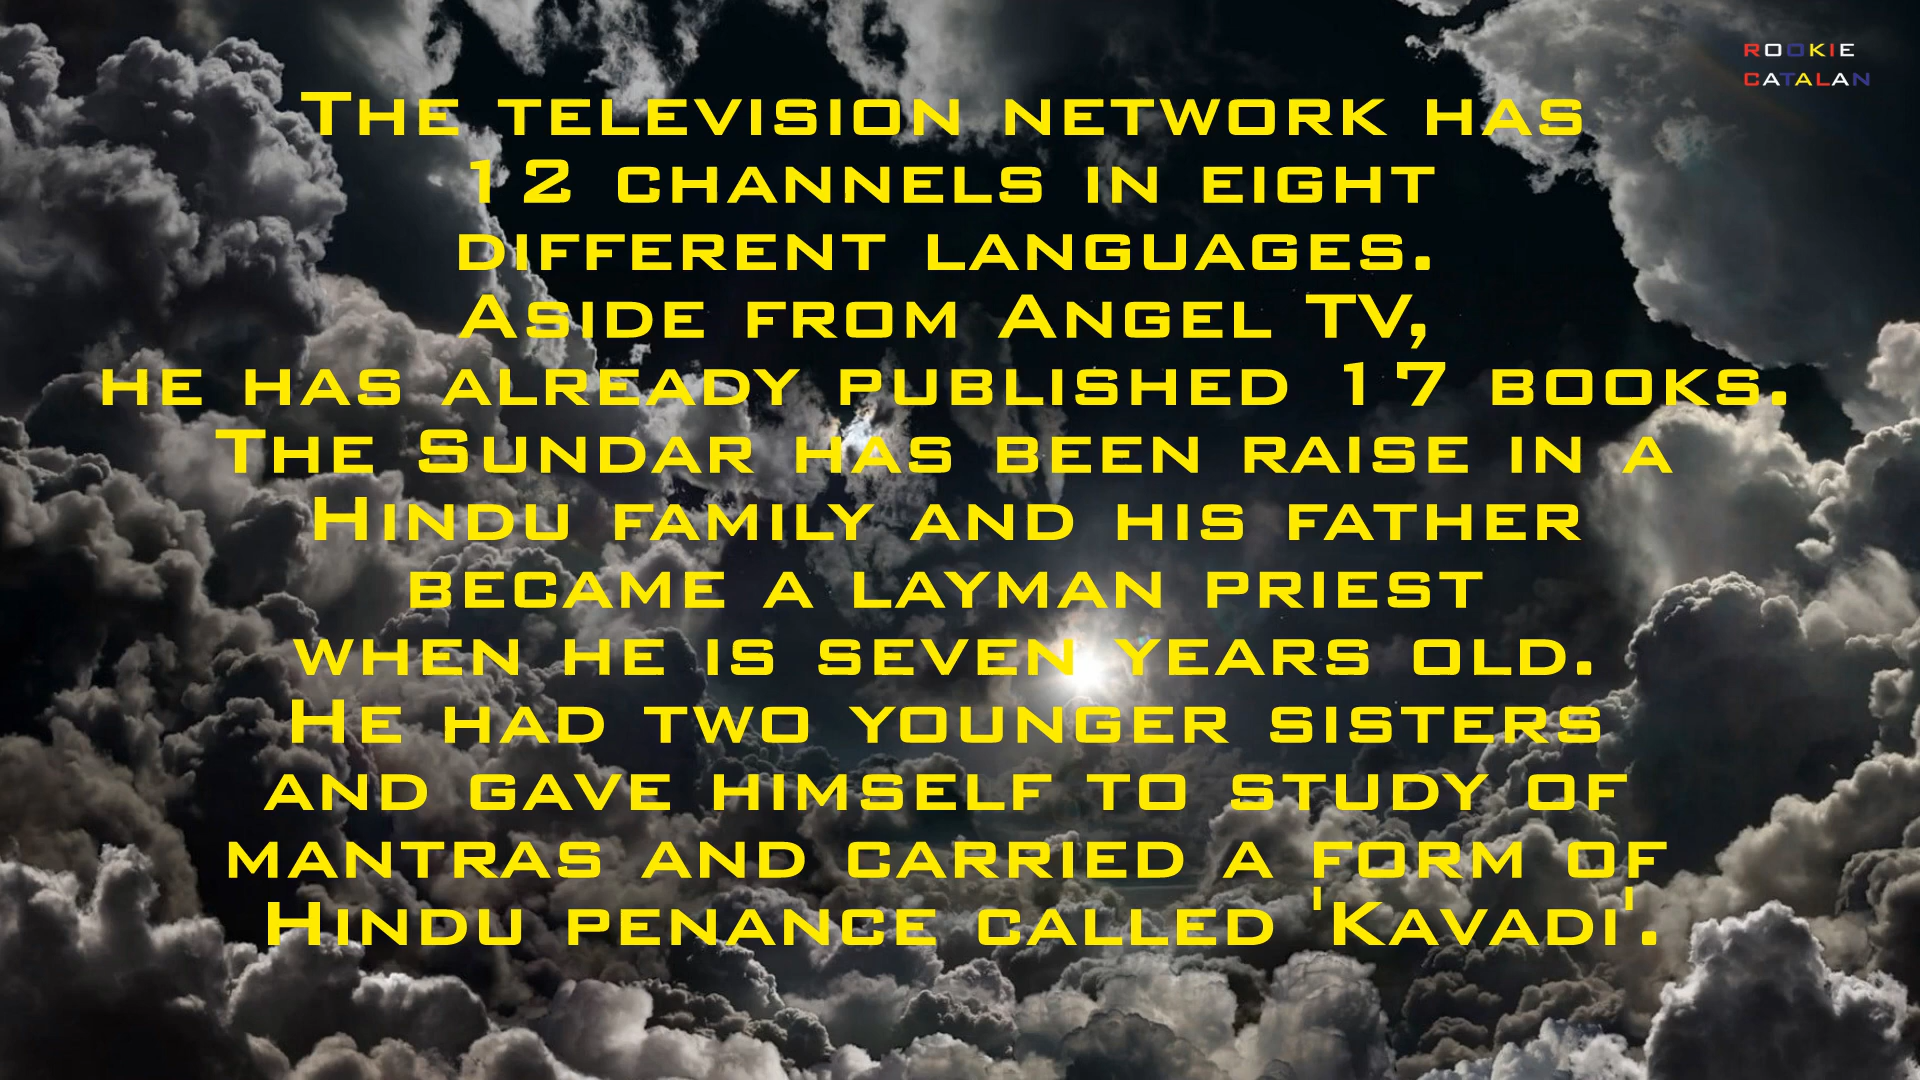 ROOKIE
CATALAN
The television network has
12 channels in eight
different languages.
Aside from Angel TV,
he has already published 17 books.
The Sundar has been raise in a
Hindu family and his father
became a layman priest
when he is seven years old.
He had two younger sisters
and gave himself to study of
mantras and carried a form of
Hindu penance called 'Kavadi'.